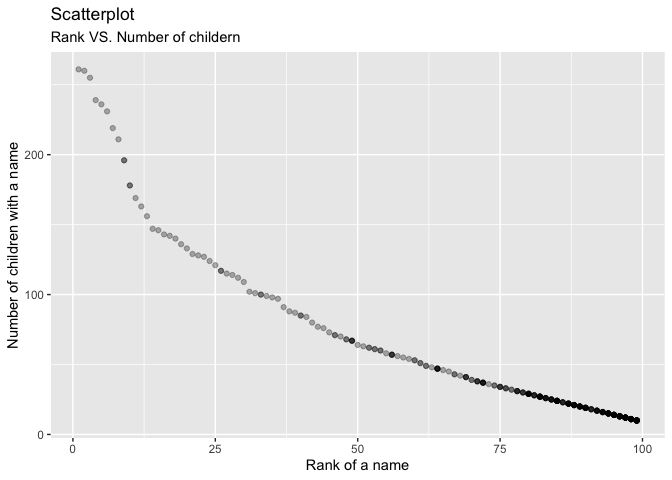 Scatterplot
Rank VS. Number of childern
Number of children with a name
200
100
0
0
25
50
75
100
Rank of a name